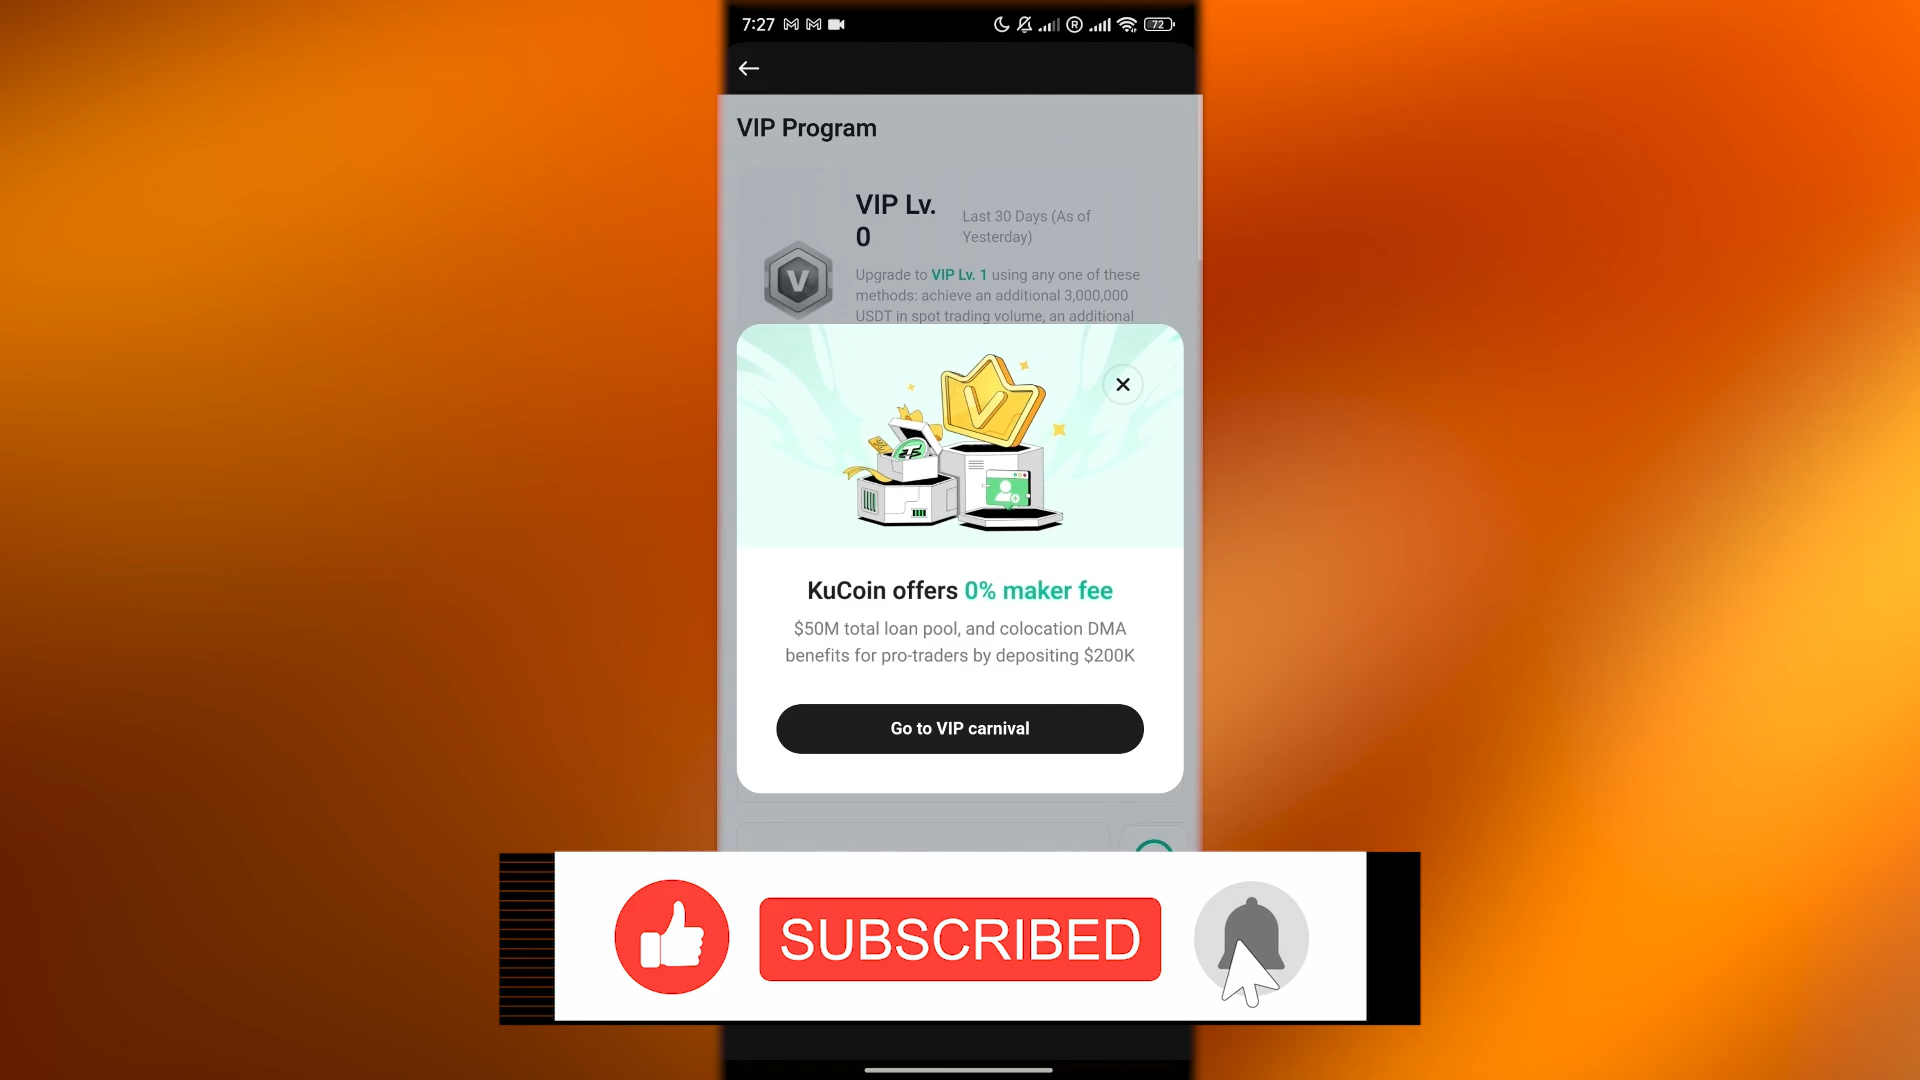 7:27
R
72
VIP Program
VIP Lv.
0
Last 30 Days (As of
Yesterday)
Upgrade to VIP Lv. 1 using any one of these
methods: achieve an additional 3,000,000
USDT in spot trading volume, an additional
KuCoin offers 0% maker fee
$50M total loan pool, and colocation DMA
benefits for pro-traders by depositing $200K
Go to VIP carnival
SUBSCRIBED